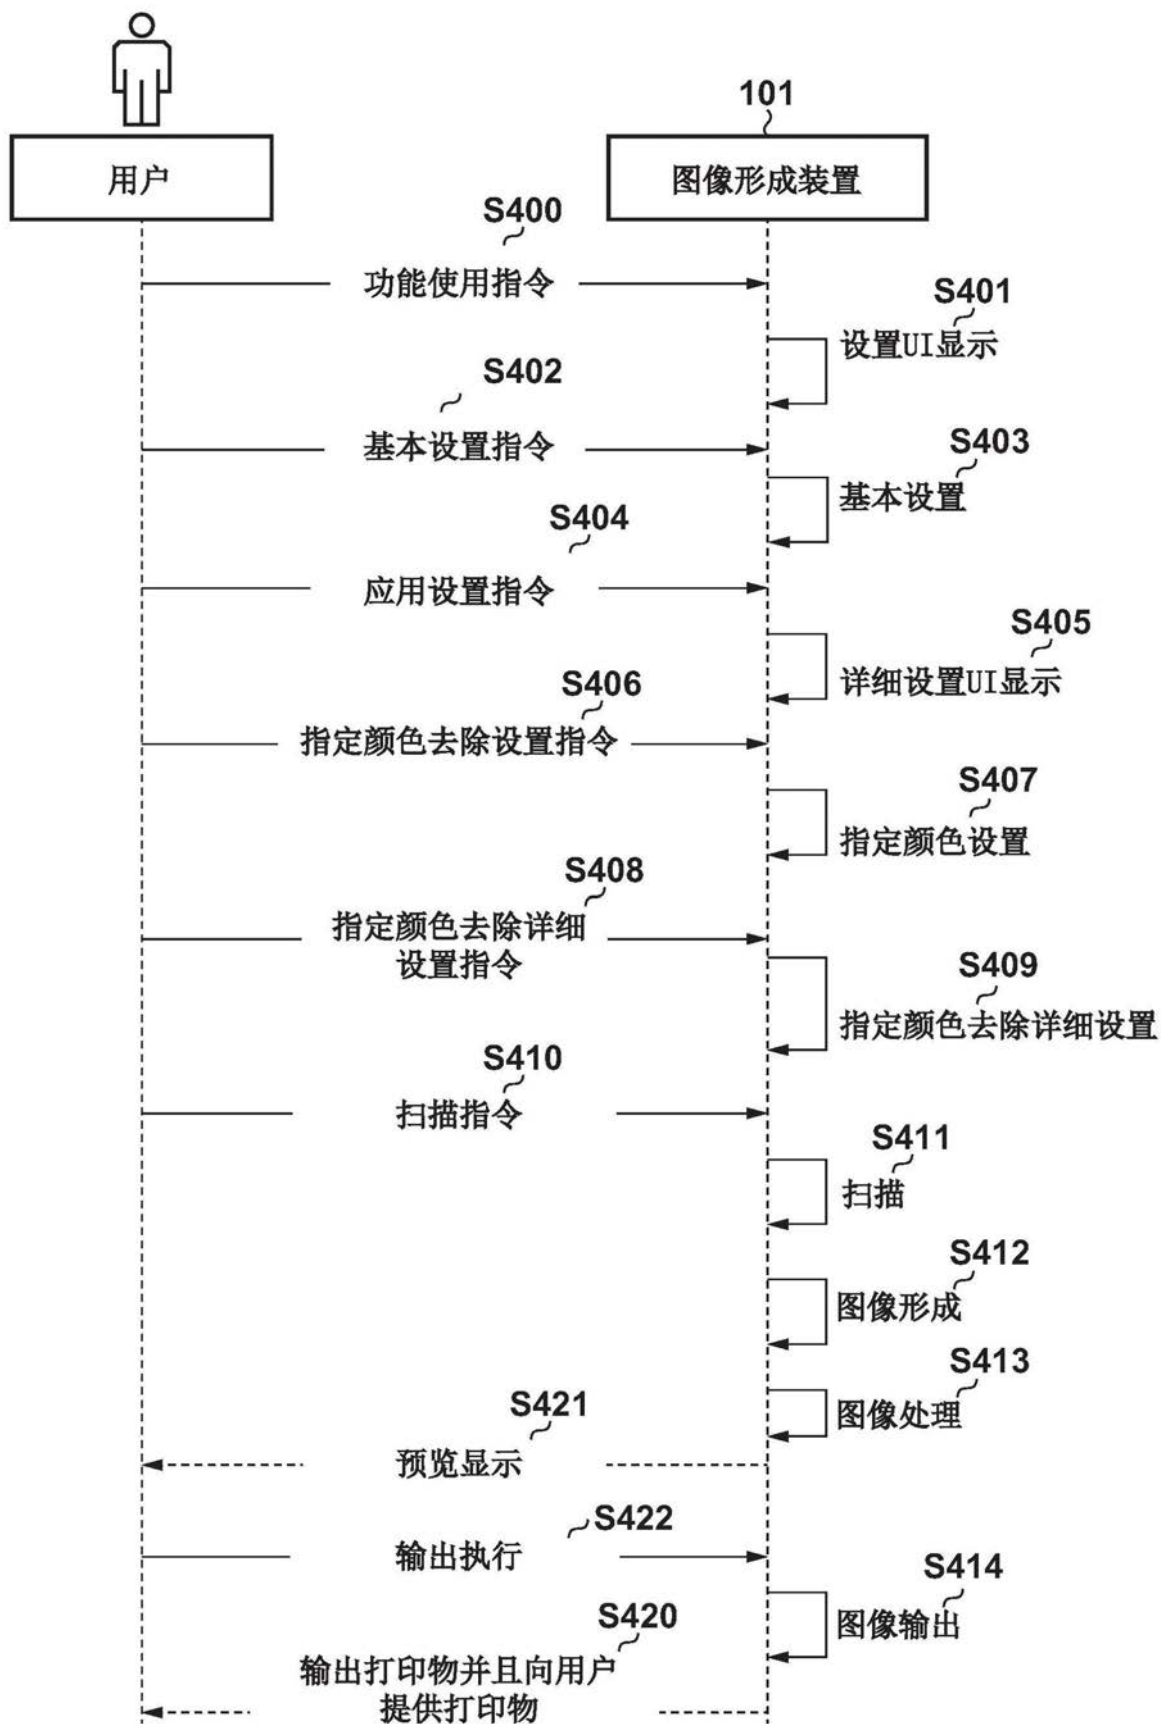 101
用户
图像形成装置
S400
功能使用指令
S401
设置UI显示
S402
基本设置指令
S403
基本设置
S404
应用设置指令
S405
详细设置UI显示
S406
指定颜色去除设置指令
S407
指定颜色设置
S408
指定颜色去除详细
设置指令
S409
指定颜色去除详细设置
S410
扫描指令
S411
扫描
S412
图像形成
S413
图像处理
S421
预览显示
S422
输出执行
S414
图像输出
S420
输出打印物并且向用户
提供打印物